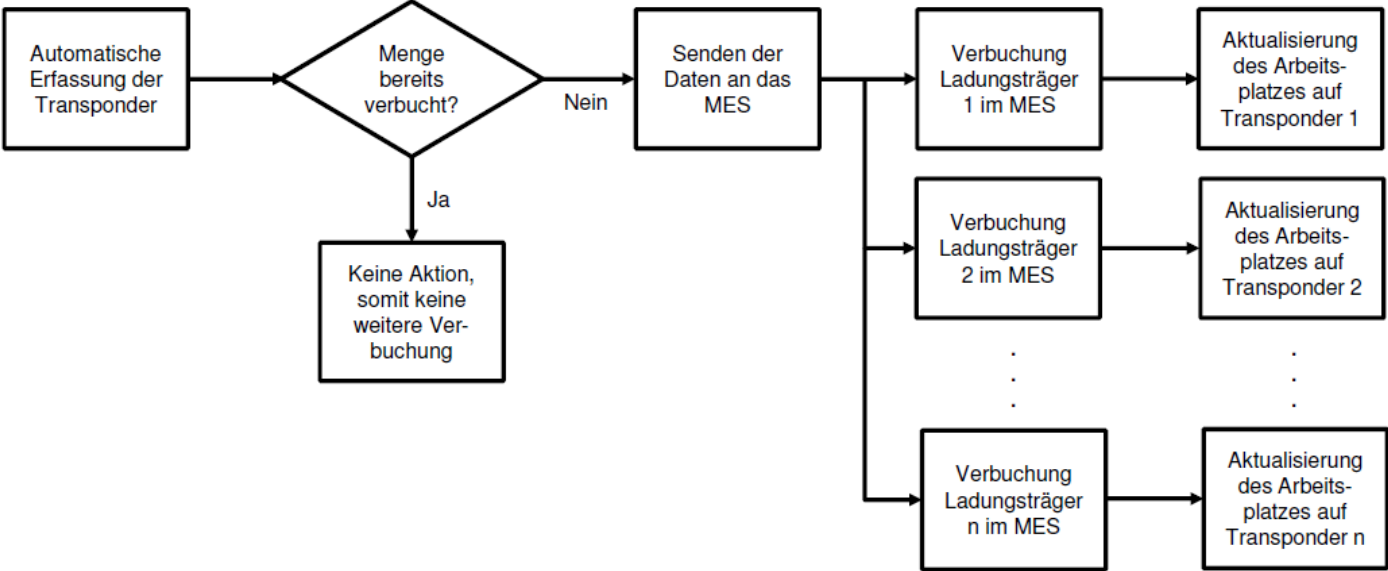 Automatische
Erfassung der
Transponder
Menge
bereits
verbucht?
Nein
Ja
Keine Aktion,
somit keine
weitere Ver-
buchung
Senden der
Daten an das
MES
Verbuchung
Ladungsträger
1 im MES
Aktualisierung
des Arbeits-
platzes auf
Transponder 1
Verbuchung
Ladungsträger
2 im MES
Aktualisierung
des Arbeits-
platzes auf
Transponder 2
.
.
.
.
.
.
Verbuchung
Ladungsträger
n im MES
Aktualisierung
des Arbeits-
platzes auf
Transponder n